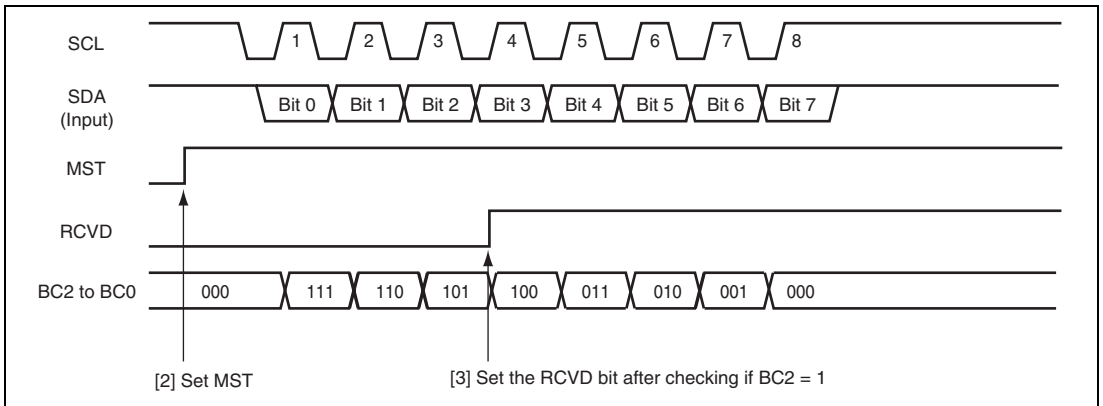 SCL 1 2 3 4 5 6 7 8
SDA
(Input)
Bit 0 Bit 1 Bit 2 Bit 3 Bit 4 Bit 5 Bit 6 Bit 7
MST
RCVD
BC2 to BC0 000 111 110 101 100 011 010 001 000
[2] Set MST [3] Set the RCVD bit after checking if BC2 = 1